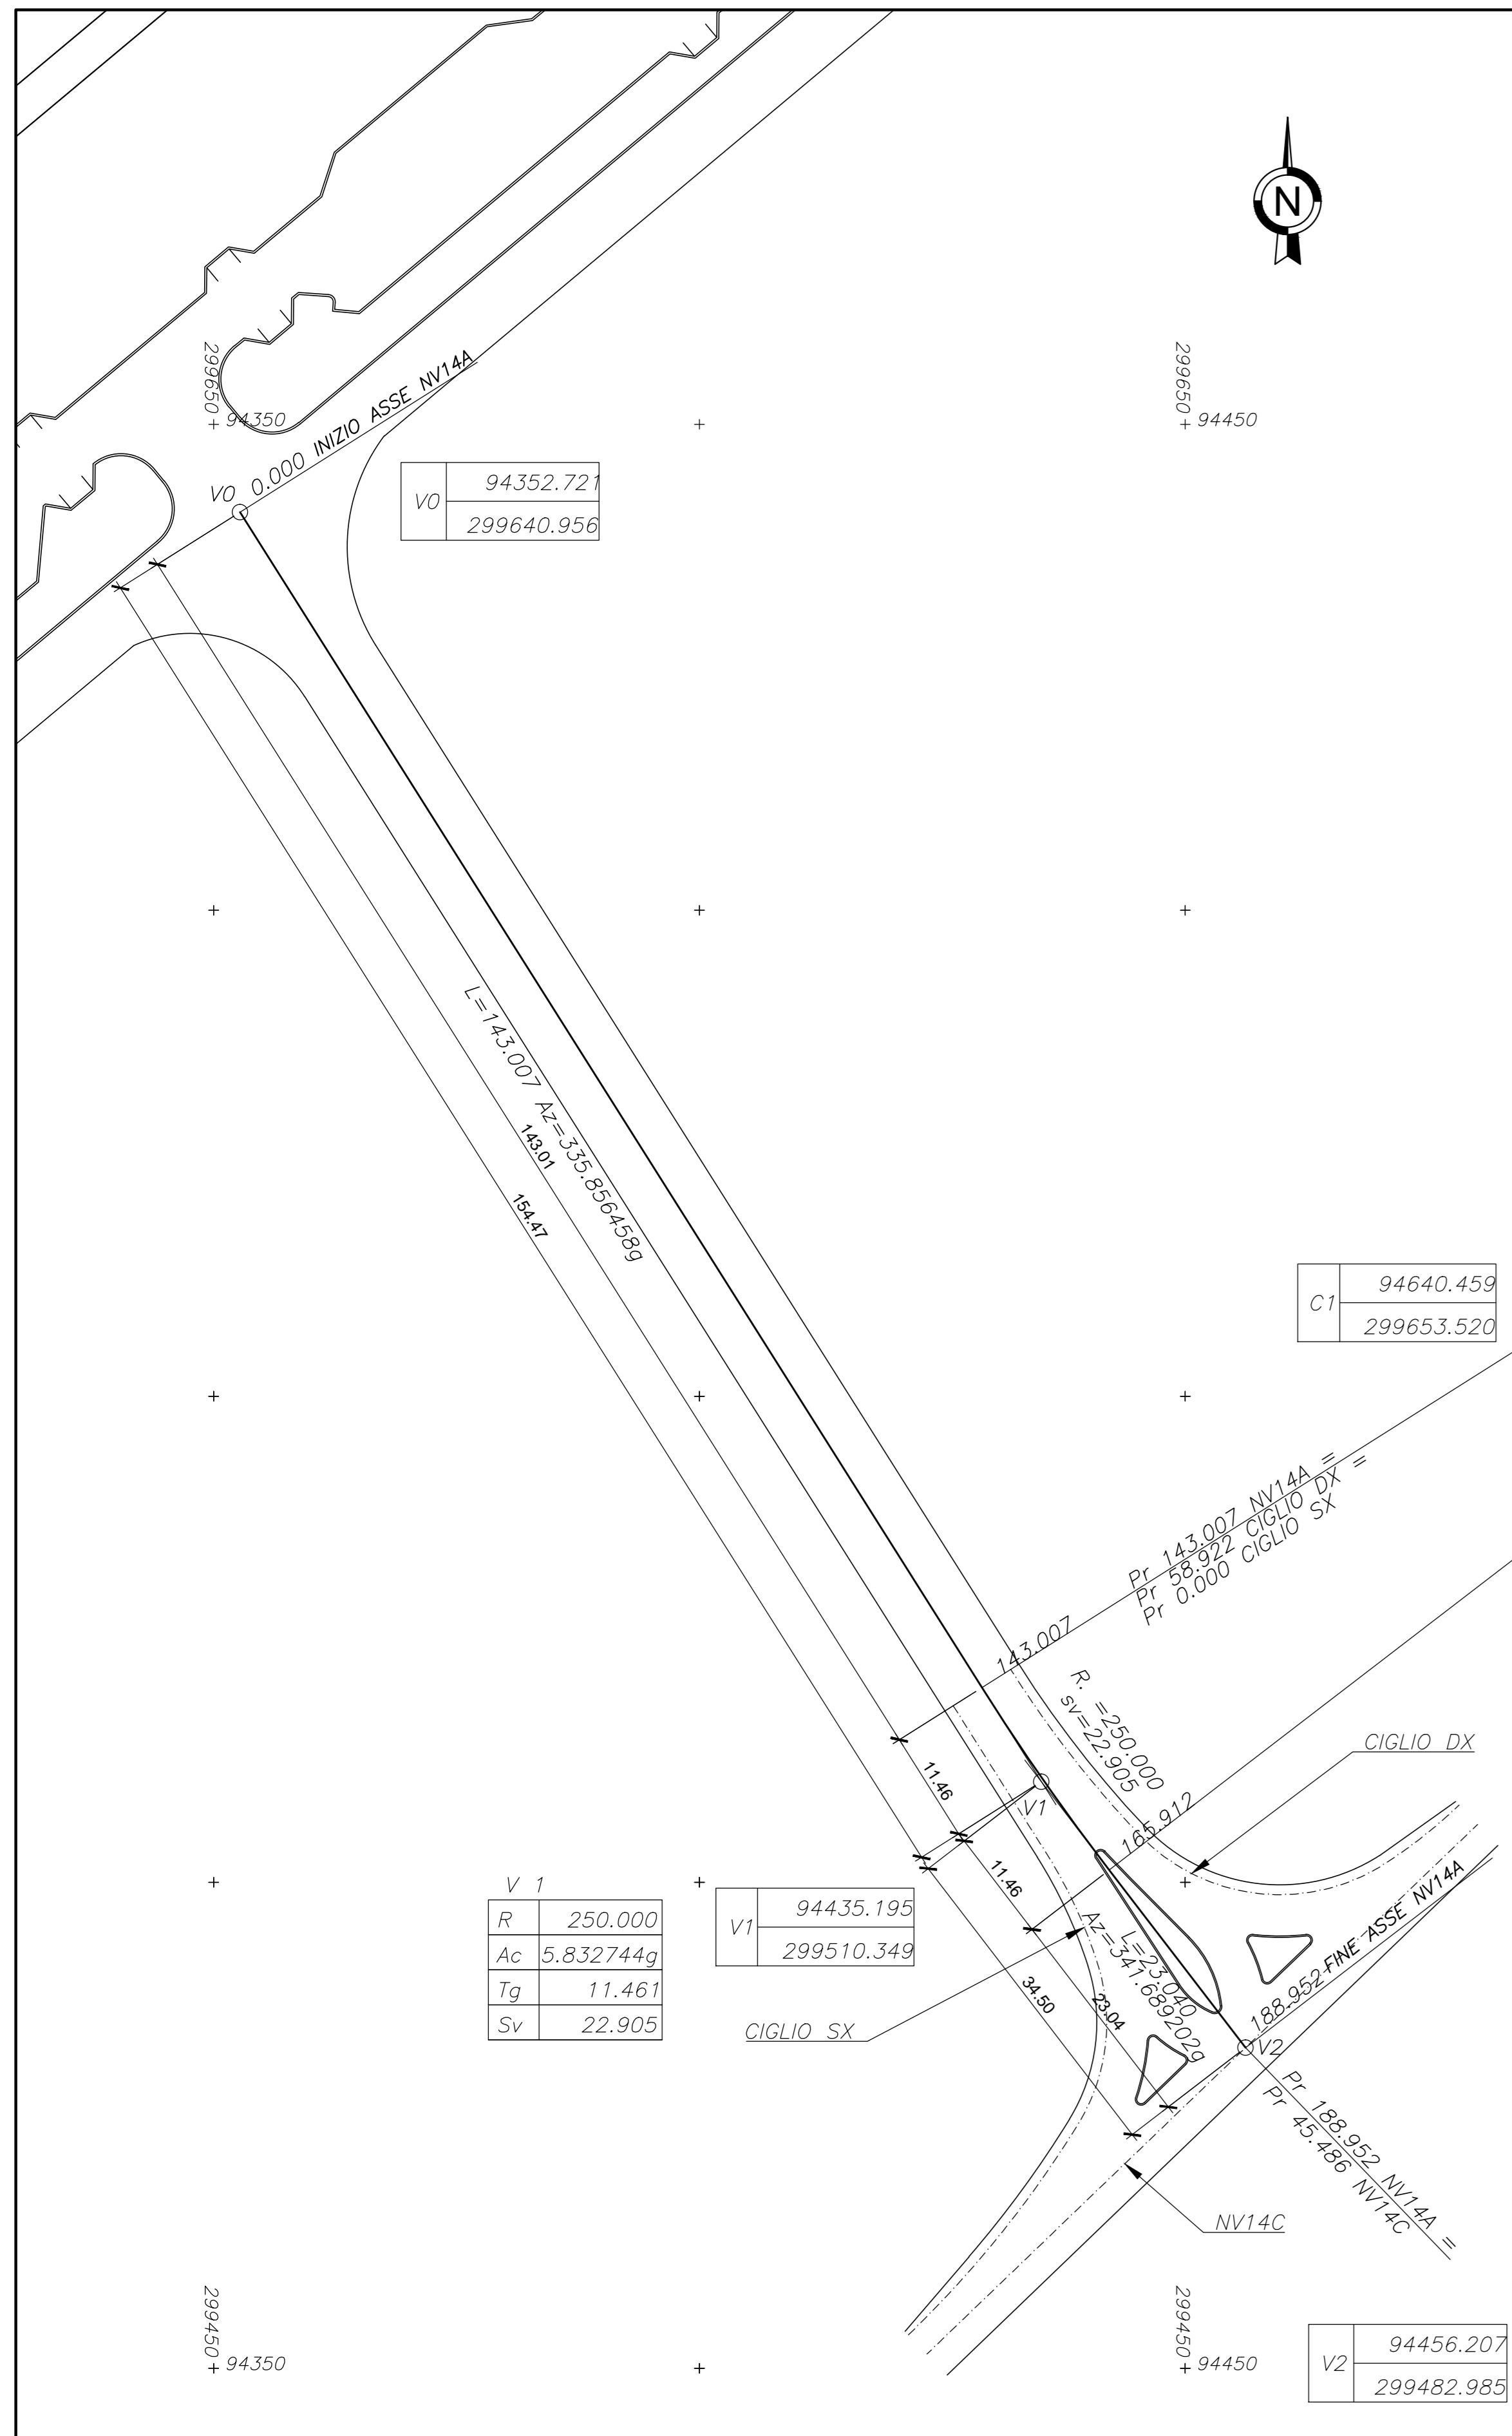 N
299650
94350
299650
94450
V0 0.000 INIZIO ASSE NV14A
V0
94352.721
299640.956
L=143.007 Az=335.856458g
143.01
154.47
C1
94640.459
299653.520
Pr 143.007 NV14A =
Pr 58.922 CIGLIO DX =
Pr 0.000 CIGLIO SX
143.007
R. =250.000
sv=22.905
CIGLIO DX
11.46
V1
165.912
11.46
V 1
R 250.000
Ac 5.832744g
Tg 11.461
Sv 22.905
V1
94435.195
299510.349
L=23.040
Az=341.689202g
34.50
23.04
CIGLIO SX
188.952 FINE ASSE NV14A
V2
Pr 188.952 NV14A =
Pr 45.486 NV14C
NV14C
299450
94350
299450
94450
V2
94456.207
299482.985